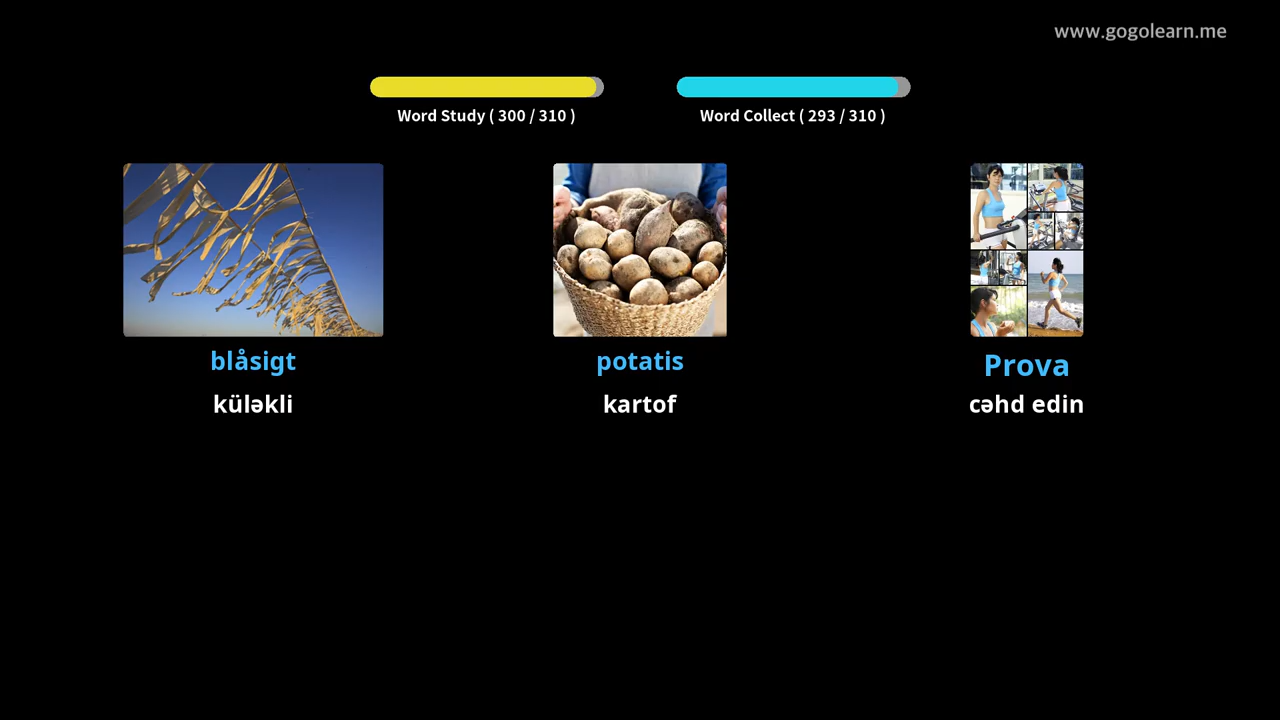 www.gogolearn.me
Word Study ( 300 / 310 )
Word Collect ( 293 / 310 )
blåsigt
potatis
Prova
küləkli
kartof
cəhd edin